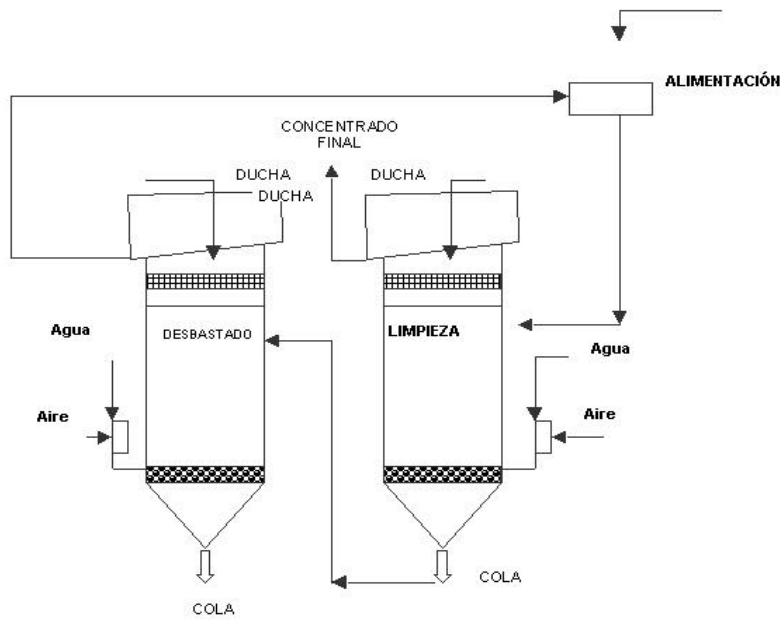 ALIMENTACIÓN
CONCENTRADO
FINAL
DUCHA
DUCHA
DUCHA
Agua
DESBASTADO
LIMPIEZA
Agua
Aire
Aire
COLA
COLA